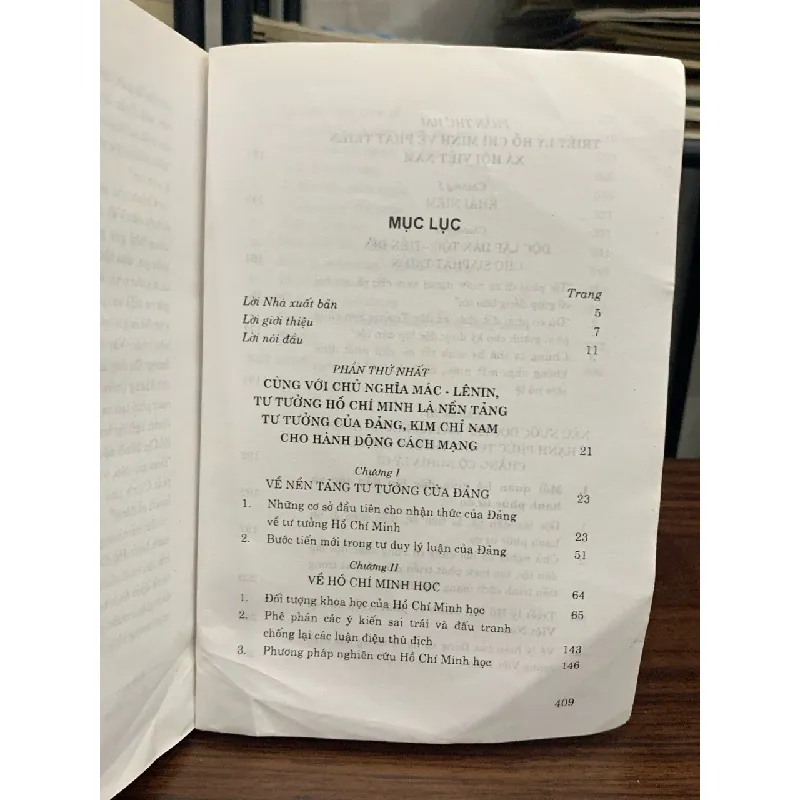 MỤC LỤC
Trang
Lời Nhà xuất bản 5
Lời giới thiệu 7
Lời nói đầu 11
PHẦN THỨ NHẤT
CÙNG VỚI CHỦ NGHĨA MÁC - LÊNIN,
TƯ TƯỞNG HỒ CHÍ MINH LÀ NỀN TẢNG
TƯ TƯỞNG CỦA ĐẢNG, KIM CHỈ NAM
CHO HÀNH ĐỘNG CÁCH MẠNG 21
Chương I
VỀ NỀN TẢNG TƯ TƯỞNG CỦA ĐẢNG 23
1. Những cơ sở đầu tiên cho nhận thức của Đảng
về tư tưởng Hồ Chí Minh 23
2. Bước tiến mới trong tư duy lý luận của Đảng 51
Chương II
VỀ HỒ CHÍ MINH HỌC 64
1. Đối tượng khoa học của Hồ Chí Minh học 65
2. Phê phán các ý kiến sai trái và đấu tranh
chống lại các luận điệu thù địch 143
3. Phương pháp nghiên cứu Hồ Chí Minh học 146
409